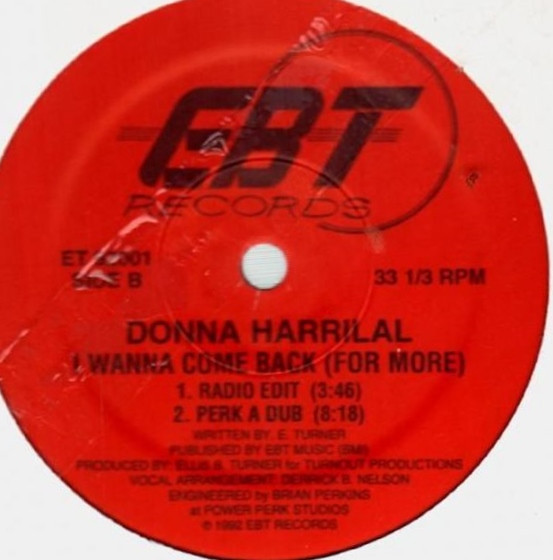 EBT
RECORDS
ET
SIDE B
33 1/3 RPM
DONNA HARRILAL
I WANNA COME BACK (FOR MORE)
1. RADIO EDIT (3:46)
2. PERK A DUB (8:18)
WRITTEN BY: E. TURNER
PUBLISHED BY EBT MUSIC (BMI)
PRODUCED BY: ELLIS B. TURNER for TURNOUT PRODUCTIONS
VOCAL ARRANGEMENT: DERRICK B. NELSON
ENGINEERED by BRIAN PERKINS
at POWER PERK STUDIOS
© 1992 EBT RECORDS